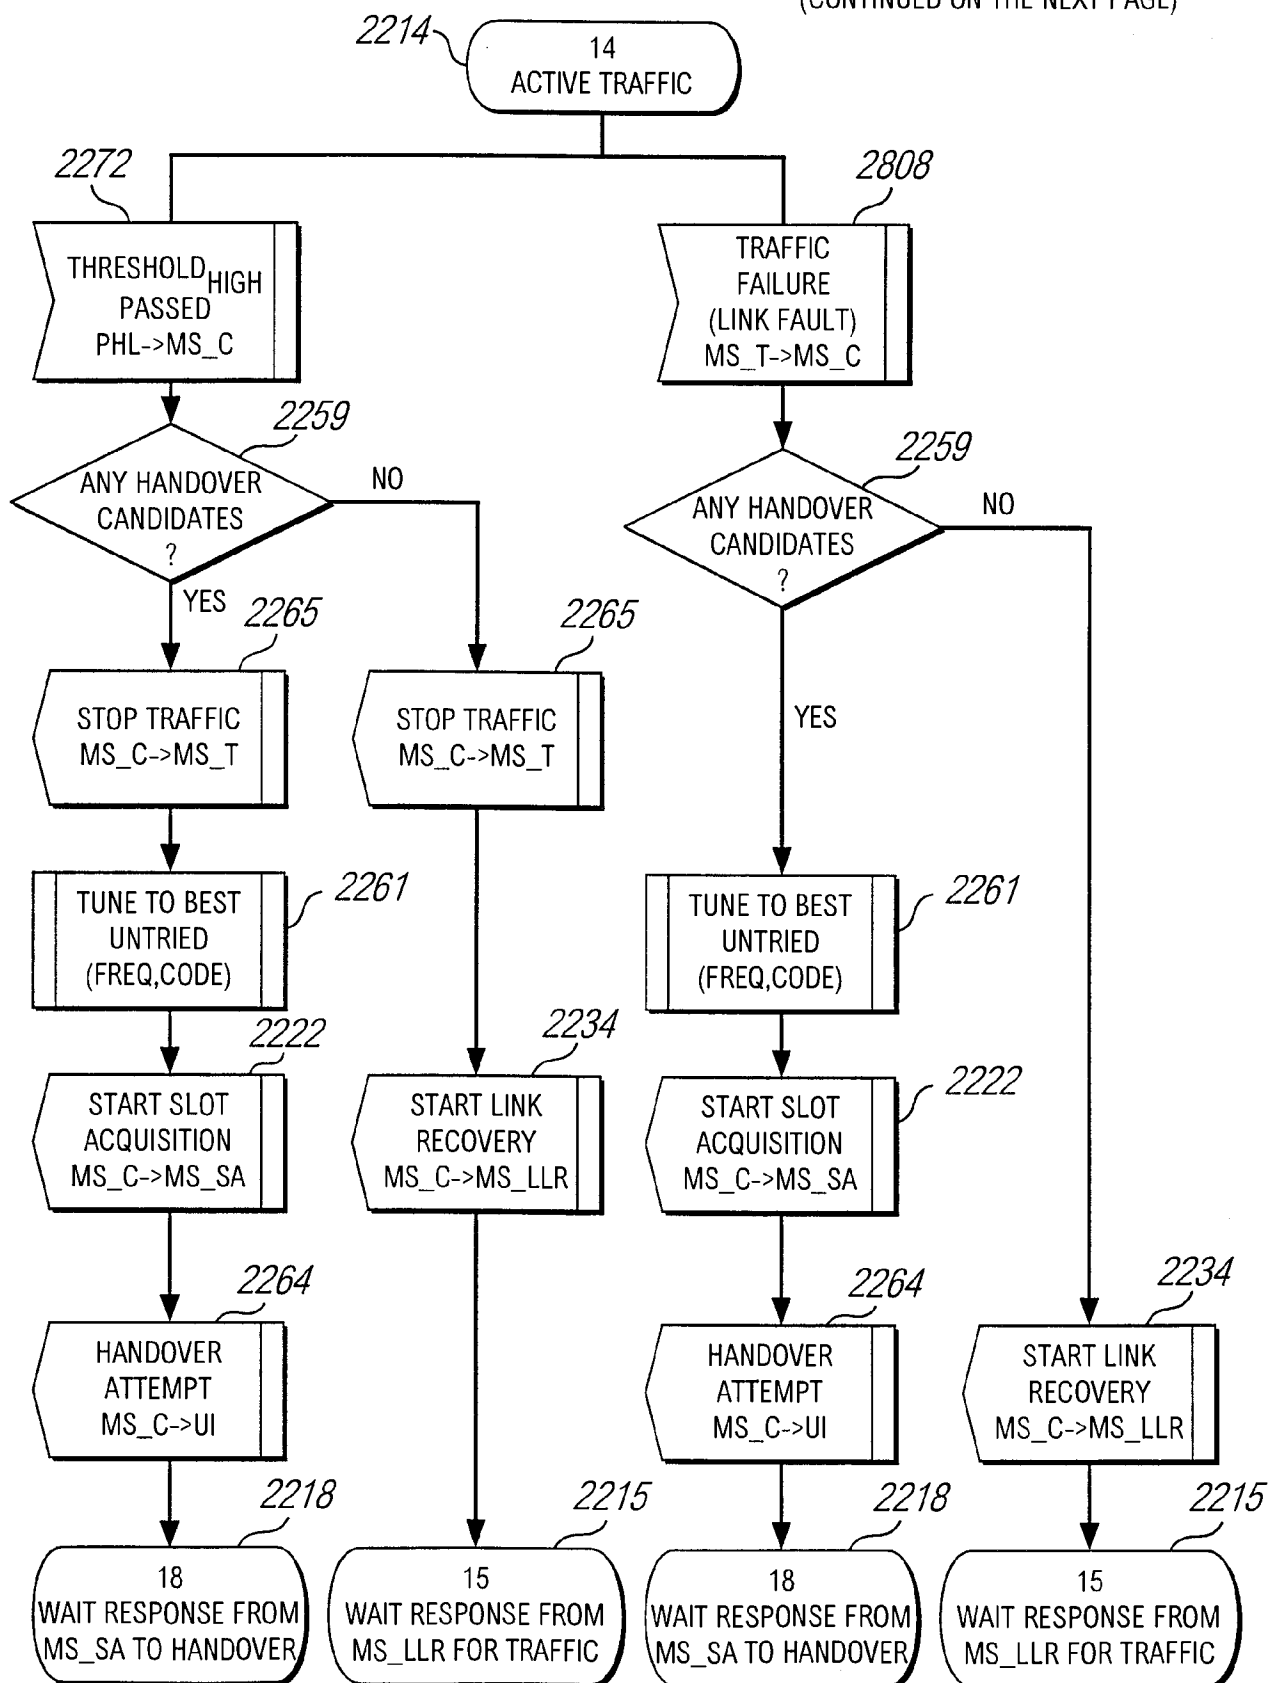 (CONTINUED ON THE NEXT PAGE)
2214
14
ACTIVE TRAFFIC
2272
THRESHOLD HIGH
PASSED
PHL->MS_C
2808
TRAFFIC
FAILURE
(LINK FAULT)
MS_T->MS_C
2259
ANY HANDOVER
CANDIDATES
?
NO
YES
2259
ANY HANDOVER
CANDIDATES
?
NO
YES
2265
STOP TRAFFIC
MS_C->MS_T
2265
STOP TRAFFIC
MS_C->MS_T
2261
TUNE TO BEST
UNTRIED
(FREQ,CODE)
2261
TUNE TO BEST
UNTRIED
(FREQ,CODE)
2222
START SLOT
ACQUISITION
MS_C->MS_SA
2234
START LINK
RECOVERY
MS_C->MS_LLR
2222
START SLOT
ACQUISITION
MS_C->MS_SA
2264
HANDOVER
ATTEMPT
MS_C->UI
2264
HANDOVER
ATTEMPT
MS_C->UI
2234
START LINK
RECOVERY
MS_C->MS_LLR
2218
18
WAIT RESPONSE FROM
MS_SA TO HANDOVER
2215
15
WAIT RESPONSE FROM
MS_LLR FOR TRAFFIC
2218
18
WAIT RESPONSE FROM
MS_SA TO HANDOVER
2215
15
WAIT RESPONSE FROM
MS_LLR FOR TRAFFIC